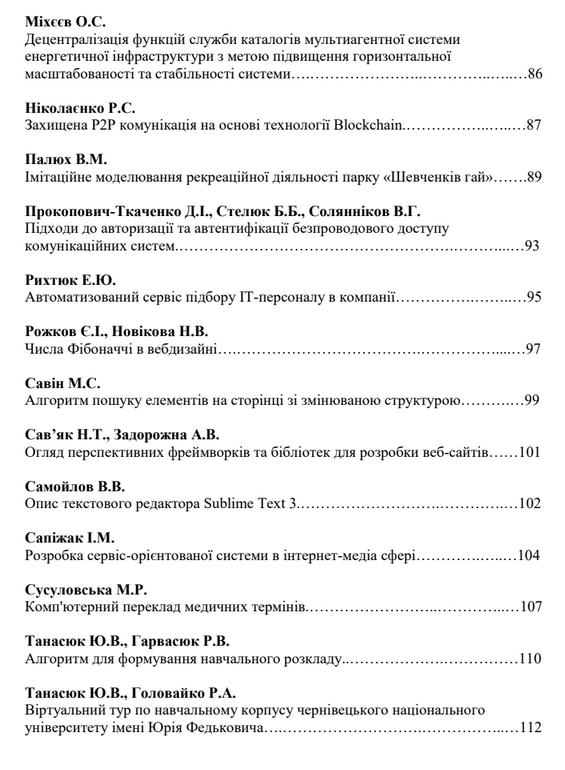 Міхєєв О.С.
Децентралізація функцій служби каталогів мультиагентної системи
енергетичної інфраструктури з метою підвищення горизонтальної
масштабованості та стабільності системи….…………………..………….…..…..…86
Ніколаєнко Р.С.
Захищена P2P комунікація на основі технології Blockchain.……………..…..…87
Палюх В.М.
Імітаційне моделювання рекреаційної діяльності парку «Шевченків гай»…….89
Прокопович-Ткаченко Д.І., Стелюк Б.Б., Солянніков В.Г.
Підходи до авторизації та автентифікації безпроводового доступу
комунікаційних систем.………………………………………….………………...…93
Рихтюк Е.Ю.
Автоматизований сервіс підбору ІТ-персоналу в компанії……………..……..…95
Рожков Є.І., Новікова Н.В.
Числа Фібоначчі в вебдизайні….……………………………..……………....…97
Савін М.С.
Алгоритм пошуку елементів на сторінці зі змінюваною структурою……….…99
Сав’як Н.Т., Задорожна А.В.
Огляд перспективних фреймворків та бібліотек для розробки веб-сайтів……101
Самойлов В.В.
Опис текстового редактора Sublime Text 3.…………………….……………..…102
Сапіжак І.М.
Розробка сервіс-орієнтованої системи в інтернет-медіа сфері……………..…..…104
Сусуловська М.Р.
Комп'ютерний переклад медичних термінів.……………………..…………..…107
Танасюк Ю.В., Гарвасюк Р.В.
Алгоритм для формування навчального розкладу..……………..………………110
Танасюк Ю.В., Головайко Р.А.
Віртуальний тур по навчальному корпусу чернівецького національного
університету імені Юрія Федьковича….……………………..……………..…112